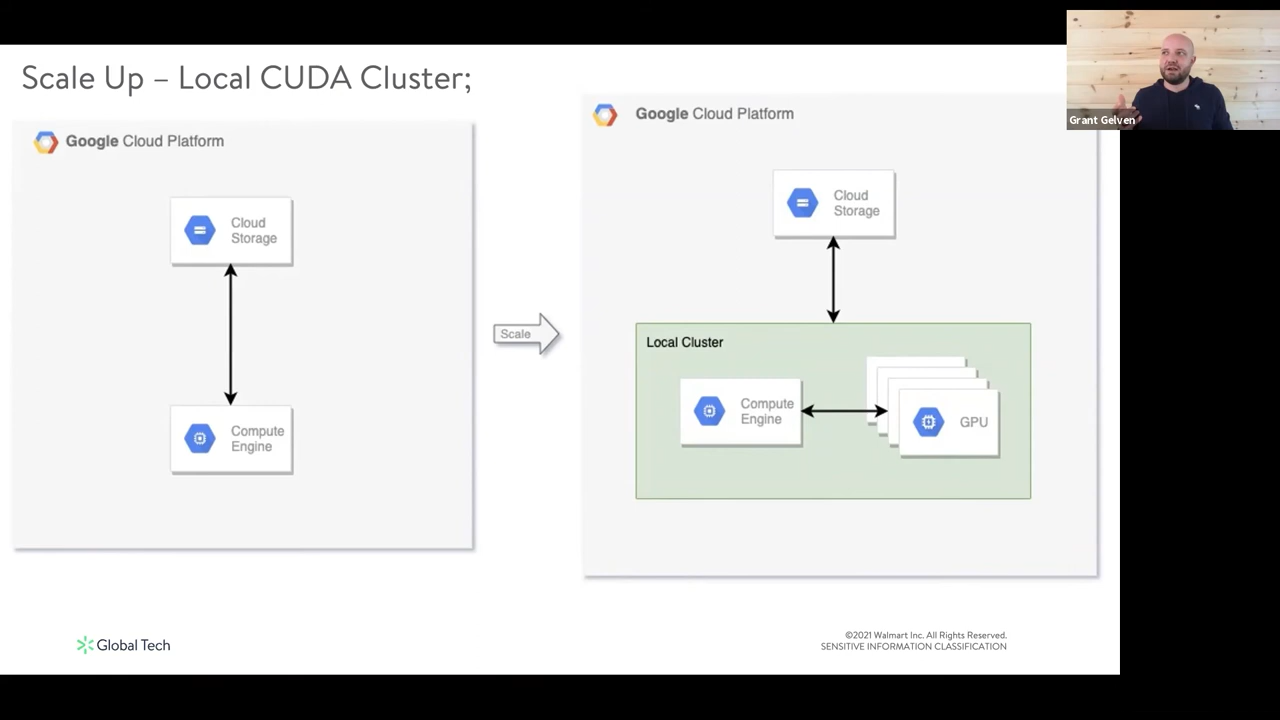 Scale Up – Local CUDA Cluster;
Grant Gelven
Google Cloud Platform
Cloud
Storage
Compute
Engine
Scale
Google Cloud Platform
Cloud
Storage
Local Cluster
Compute
Engine
GPU
Global Tech
©2021 Walmart Inc. All Rights Reserved.
SENSITIVE INFORMATION CLASSIFICATION